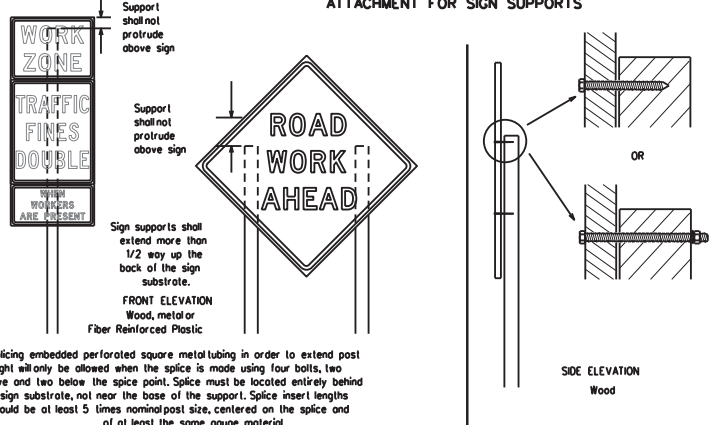 ATTACHMENT FOR SIGN SUPPORTS
Support
shall not
protrude
above sign
WORK
ZONE
TRAFFIC
FINES
DOUBLE
WHEN
WORKERS
ARE PRESENT
Support
shall not
protrude
above sign
ROAD
WORK
AHEAD
Sign supports shall
extend more than
1/2 way up the
back of the sign
substrate.
FRONT ELEVATION
Wood, metal or
Fiber Reinforced Plastic
OR
SIDE ELEVATION
Wood
licing embedded perforated square metal tubing in order to extend post
ght will only be allowed when the splice is made using four bolts, two
ve and two below the spice point. Splice must be located entirely behind
sign substrate, not near the base of the support. Splice insert lengths
ould be at least 5 times nominal post size, centered on the splice and
of at least the same gauge material